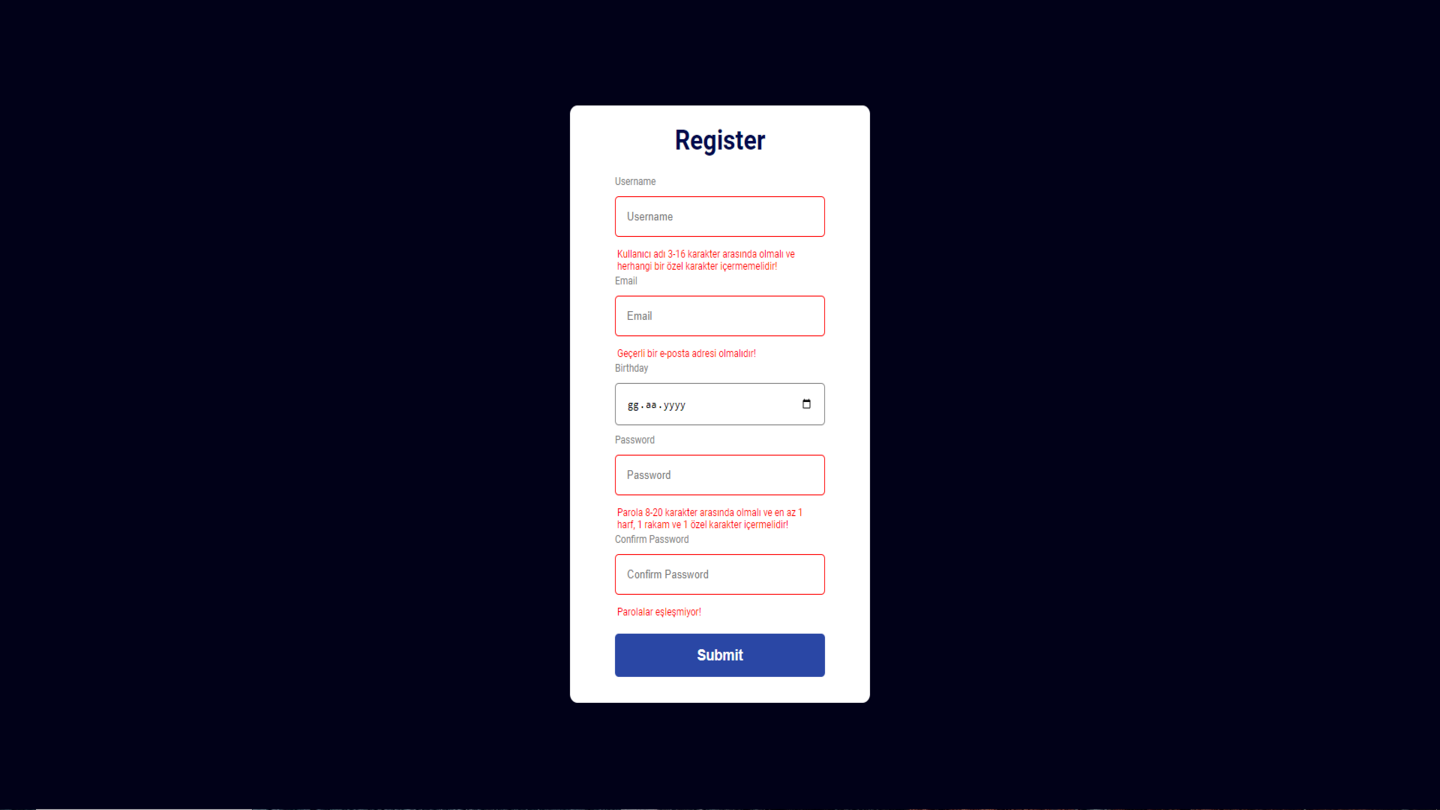 Register
Username
Username
Kullanıcı adı 3-16 karakter arasında olmalı ve
herhangi bir özel karakter içermemelidir!
Email
Email
Geçerli bir e-posta adresi olmalıdır!
Birthday
gg.aa.yyyy
Password
Password
Parola 8-20 karakter arasında olmalı ve en az 1
harf, 1 rakam ve 1 özel karakter içermelidir!
Confirm Password
Confirm Password
Parolalar eşleşmiyor!
Submit